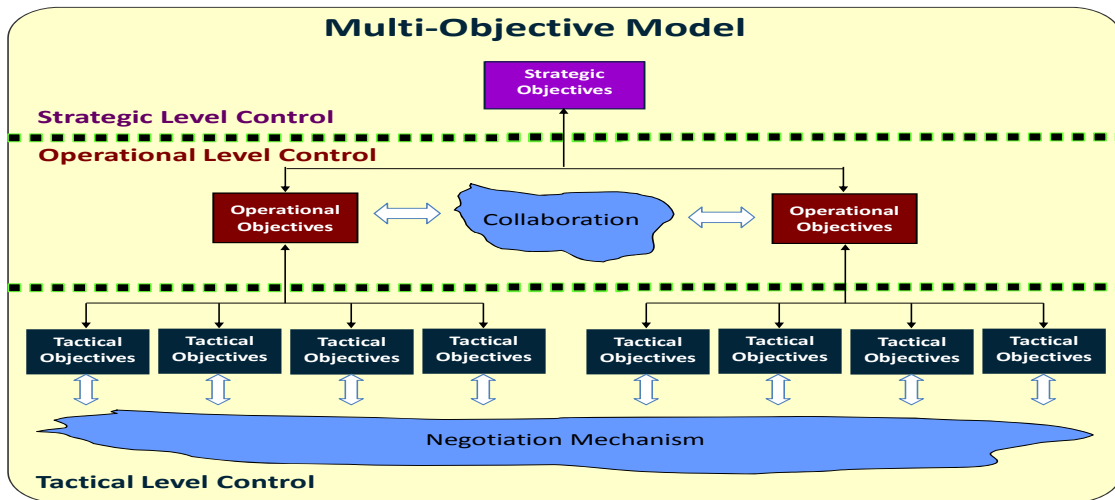 Multi-Objective Model
Strategic
Objectives
Strategic Level Control
Operational Level Control
Operational
Objectives
Collaboration
Operational
Objectives
Tactical
Objectives
Tactical
Objectives
Tactical
Objectives
Tactical
Objectives
Tactical
Objectives
Tactical
Objectives
Tactical
Objectives
Tactical
Objectives
Negotiation Mechanism
Tactical Level Control